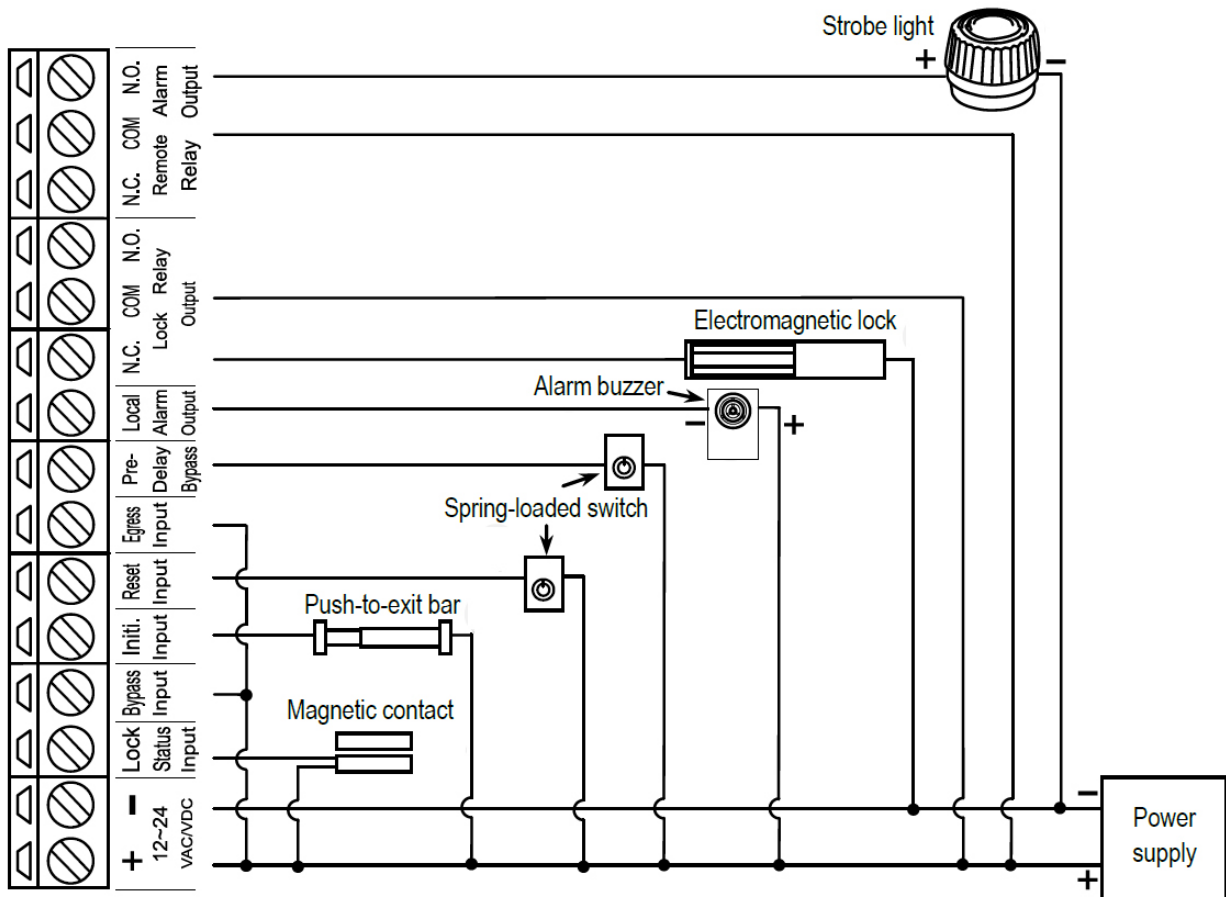 Strobe light
+
−
N.O.
COM
N.C.
Remote Alarm
Relay Output
N.O.
COM
N.C.
Lock Relay
Output
Electromagnetic lock
Alarm buzzer
−
+
Local
Alarm
Output
Pre-
Delay
Bypass
Spring-loaded switch
Egress
Input
Reset
Input
Push-to-exit bar
Initi.
Input
Bypass
Input
Magnetic contact
Lock
Status
Input
+ −
12~24
VAC/VDC
−
+
Power
supply